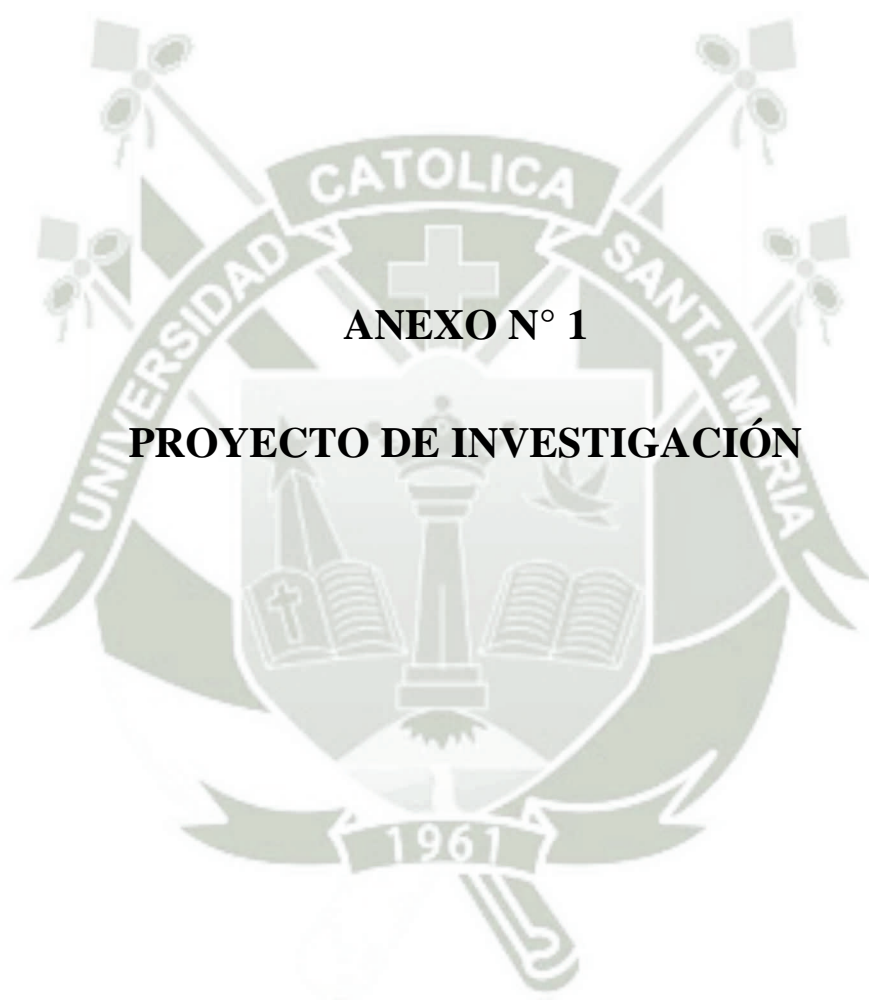 CATOLICA
UNIVERSIDAD
SANTA MARIA
ANEXO N° 1
PROYECTO DE INVESTIGACIÓN
1961